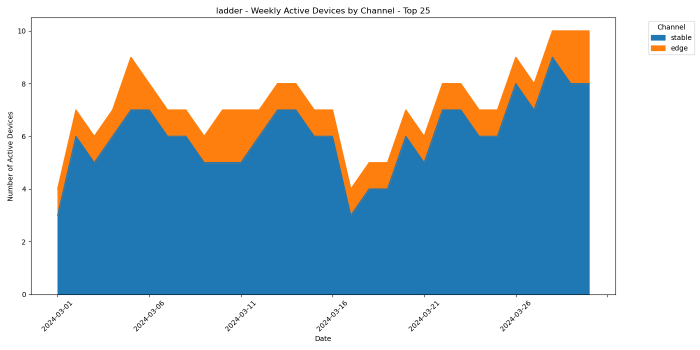 ladder - Weekly Active Devices by Channel - Top 25
Channel
stable
edge
Number of Active Devices
10
8
6
4
2
0
2024-03-01
2024-03-06
2024-03-11
2024-03-16
2024-03-21
2024-03-26
Date